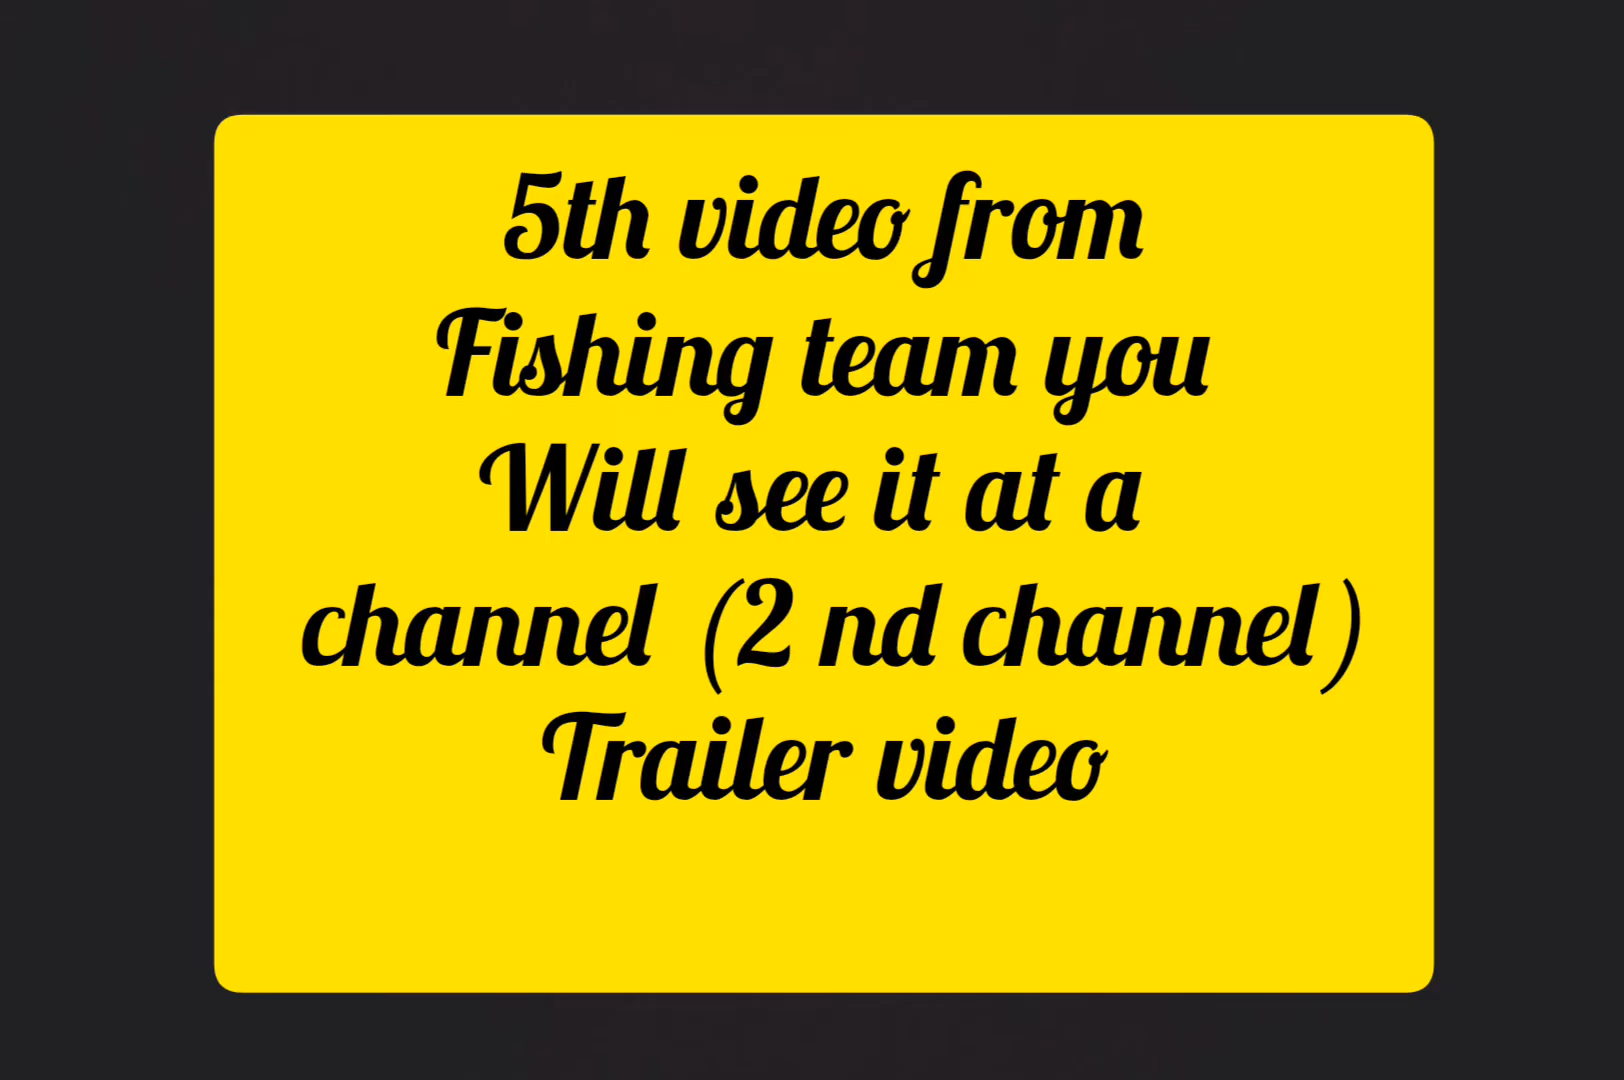 5th video from
Fishing team you
Will see it at a
channel (2 nd channel)
Trailer video